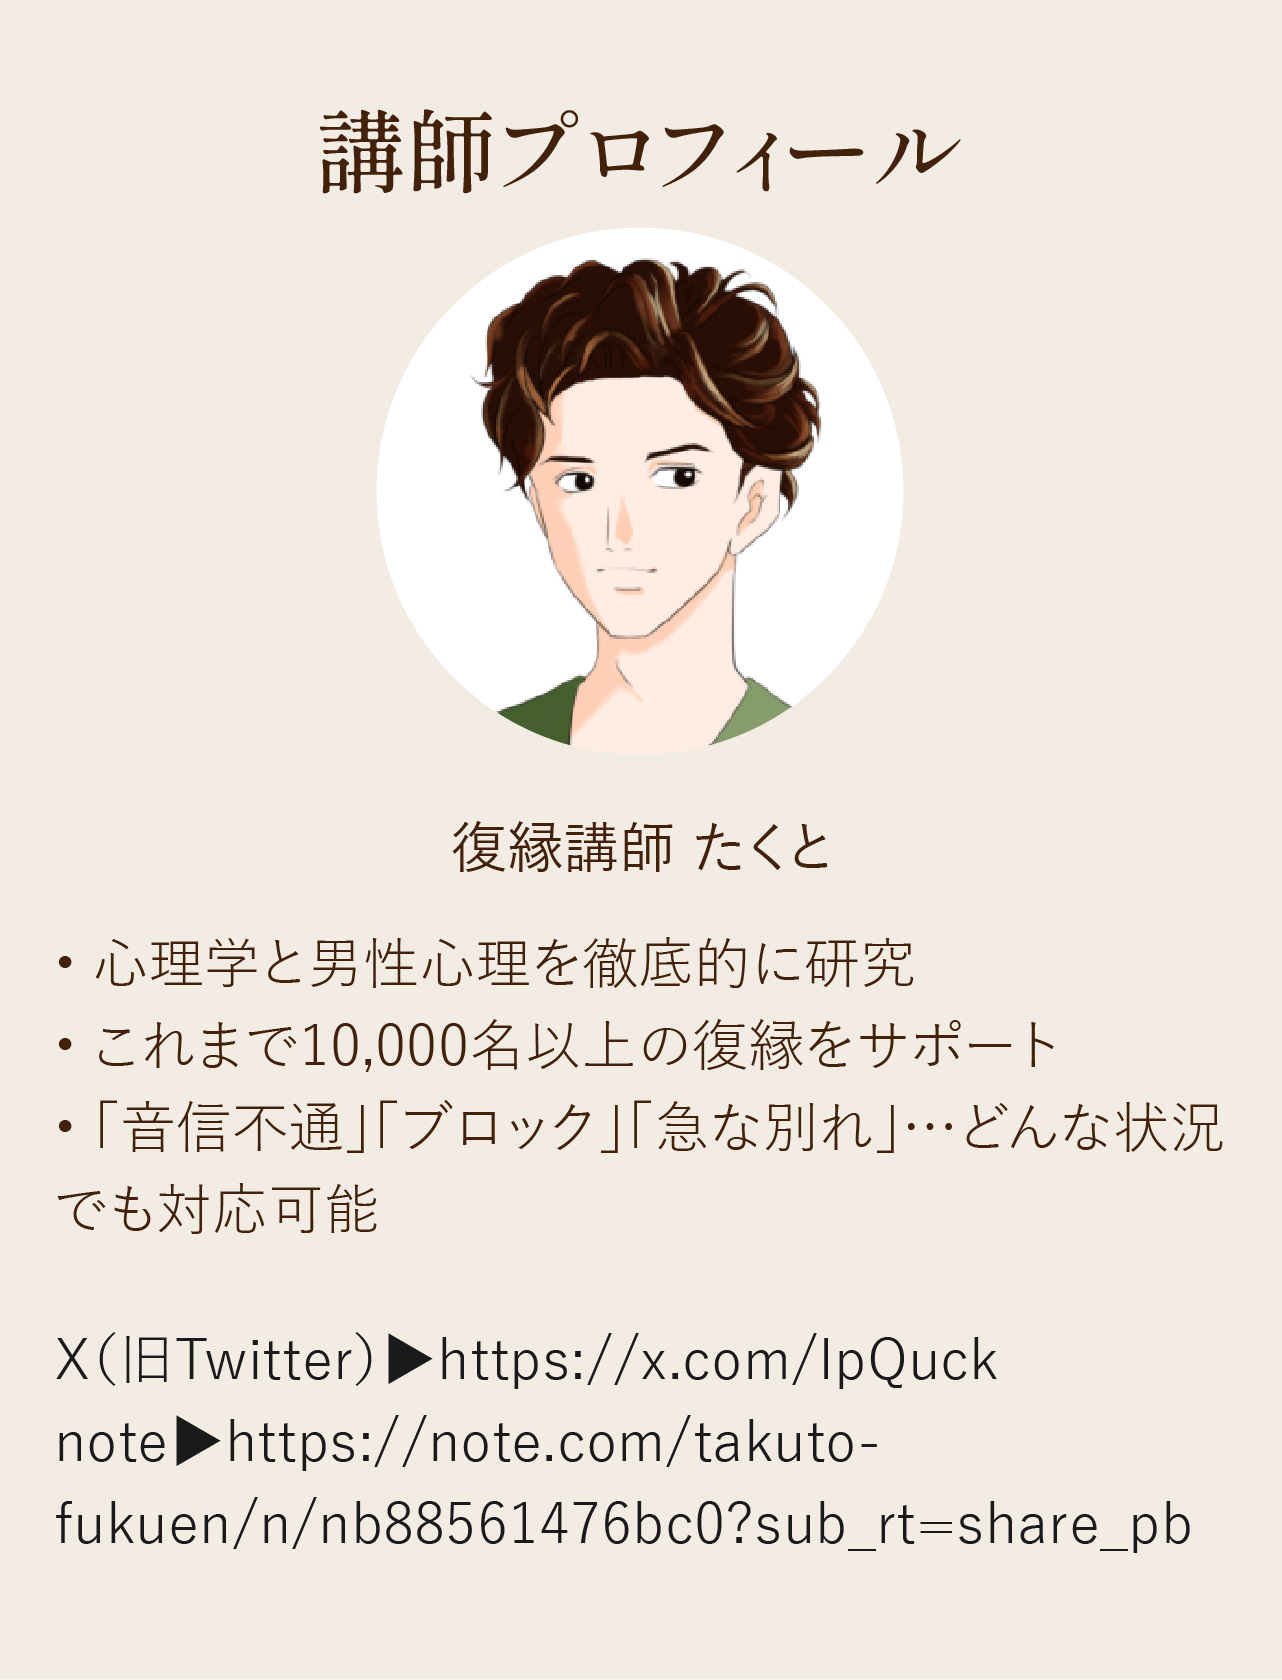 講師プロフィール
復縁講師 たくと
• 心理学と男性心理を徹底的に研究
• これまで10,000名以上の復縁をサポート
• 「音信不通」「ブロック」「急な別れ」…どんな状況
でも対応可能
X（旧Twitter）▶https://x.com/IpQuck
note▶https://note.com/takuto-
fukuen/n/nb88561476bc0?sub_rt=share_pb